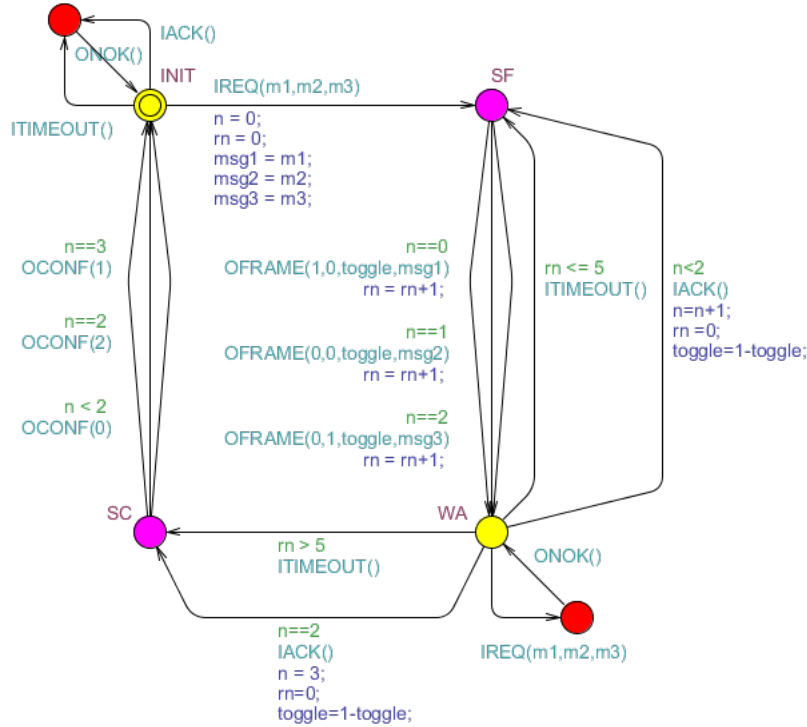 IACK()
ONOK()
INIT
ITIMEOUT()
IREQ(m1,m2,m3)
n = 0;
rn = 0;
msg1 = m1;
msg2 = m2;
msg3 = m3;
SF
n==3
OCONF(1)
n==2
OCONF(2)
n < 2
OCONF(0)
n==0
OFRAME(1,0,toggle,msg1)
rn = rn+1;
n==1
OFRAME(0,0,toggle,msg2)
rn = rn+1;
n==2
OFRAME(0,1,toggle,msg3)
rn = rn+1;
rn <= 5
ITIMEOUT()
n<2
IACK()
n=n+1;
rn =0;
toggle=1-toggle;
SC
WA
rn > 5
ITIMEOUT()
ONOK()
IREQ(m1,m2,m3)
n==2
IACK()
n = 3;
rn=0;
toggle=1-toggle;